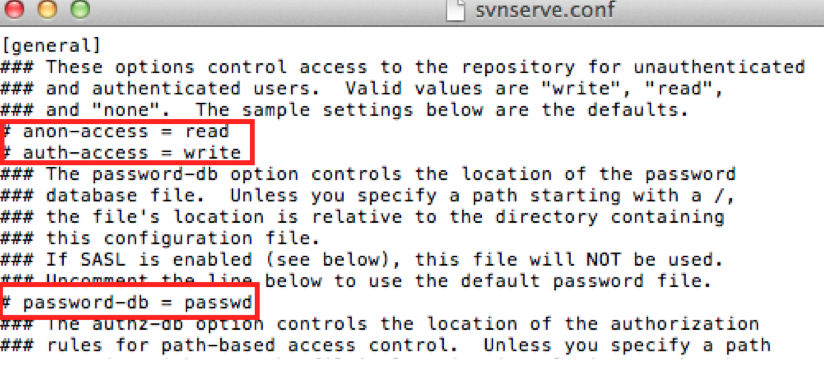 svnserve.conf
[general]
### These options control access to the repository for unauthenticated
### and authenticated users.  Valid values are "write", "read",
### and "none".  The sample settings below are the defaults.
# anon-access = read
# auth-access = write
### The password-db option controls the location of the password
### database file.  Unless you specify a path starting with a /,
### the file's location is relative to the directory containing
### this configuration file.
### If SASL is enabled (see below), this file will NOT be used.
### Uncomment the line below to use the default password file.
# password-db = passwd
### The authz-db option controls the location of the authorization
### rules for path-based access control.  Unless you specify a path